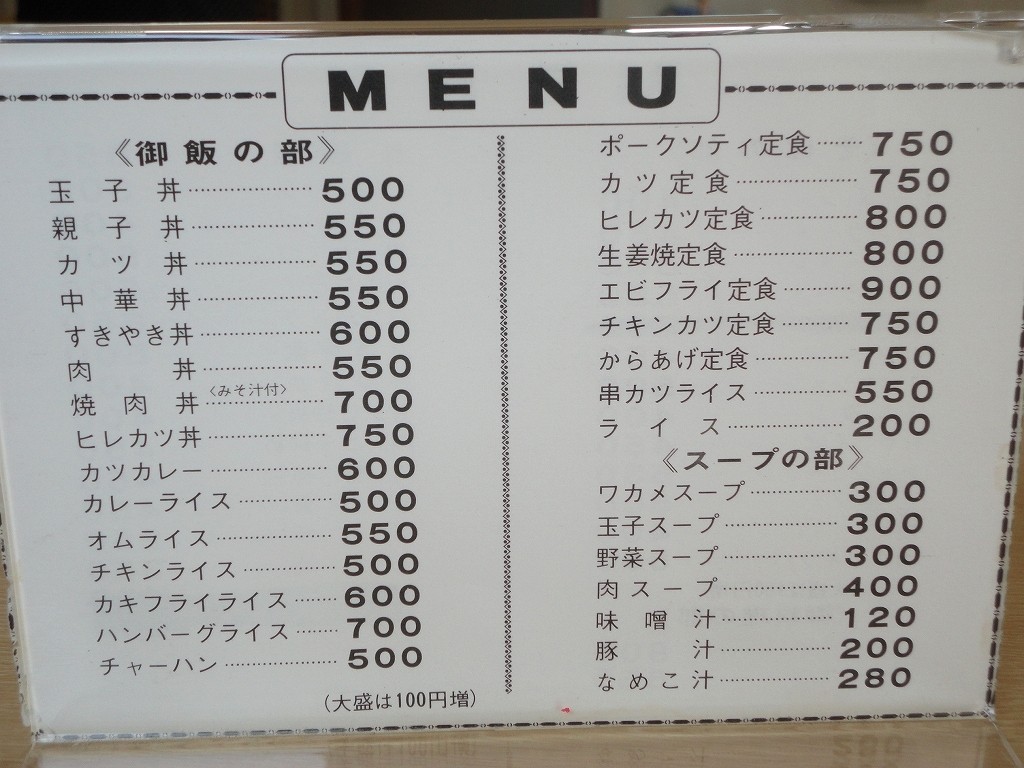 MENU
《御飯の部》
玉子丼 500
親子丼 550
カツ丼 550
中華丼 550
すきやき丼 600
肉丼 550
焼肉丼 〈みそ汁付〉 700
ヒレカツ丼 750
カツカレー 600
カレーライス 500
オムライス 550
チキンライス 500
カキフライライス 600
ハンバーグライス 700
チャーハン 500
(大盛は100円増)
ポークソティ定食 750
カツ定食 750
ヒレカツ定食 800
生姜焼定食 800
エビフライ定食 900
チキンカツ定食 750
からあげ定食 750
串カツライス 550
ライス 200
《スープの部》
ワカメスープ 300
玉子スープ 300
野菜スープ 300
肉スープ 400
味噌汁 120
豚汁 200
なめこ汁 280